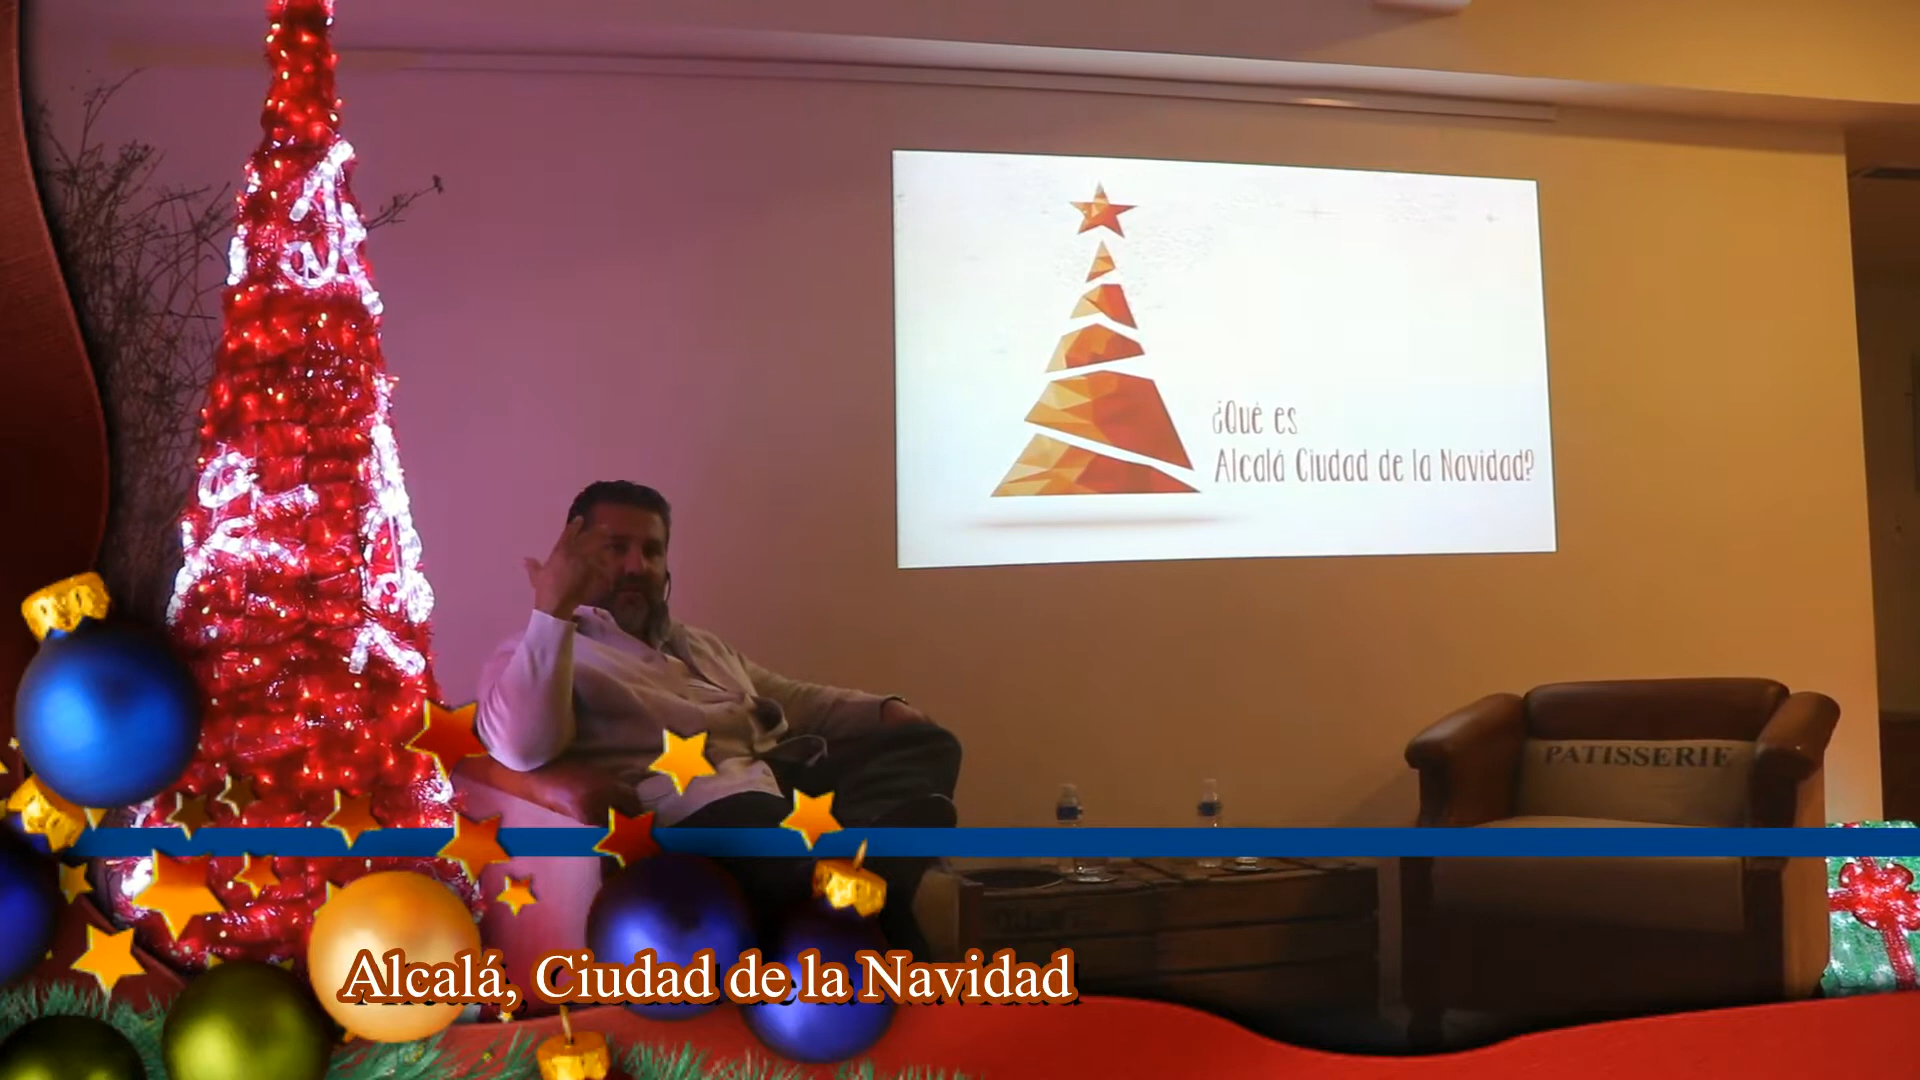 ¿Qué es
Alcalá Ciudad de la Navidad?
PATISSERIE
Alcalá, Ciudad de la Navidad